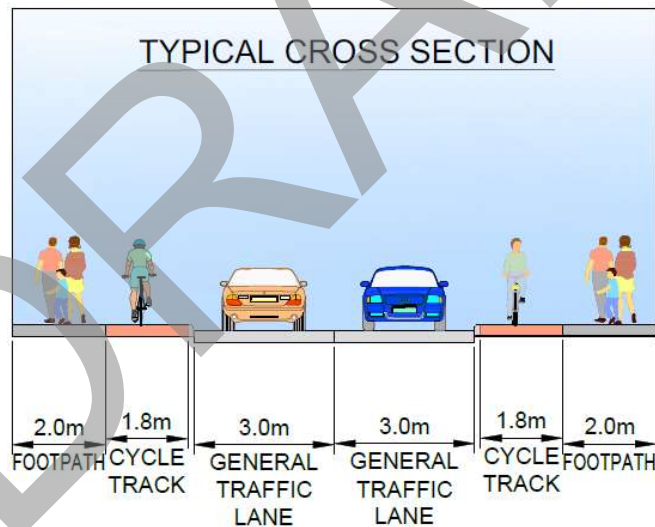 TYPICAL CROSS SECTION
2.0m 1.8m 3.0m 3.0m 1.8m 2.0m
FOOTPATH CYCLE TRACK GENERAL TRAFFIC LANE GENERAL TRAFFIC LANE CYCLE TRACK FOOTPATH
DRA